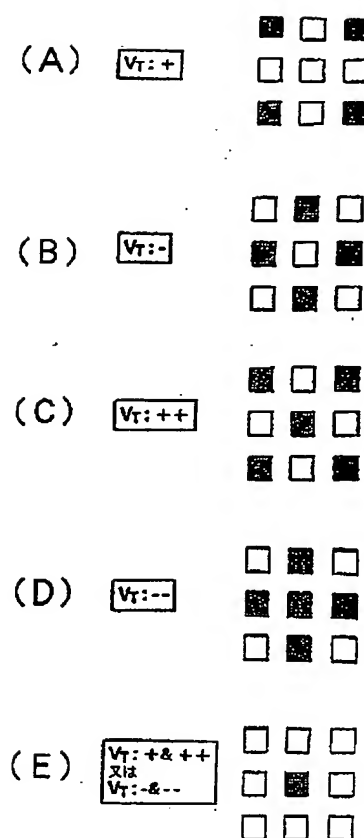 (A) VT: +
(B) VT: -
(C) VT: ++
(D) VT: --
(E) VT: +& ++
又は
VT: -& --